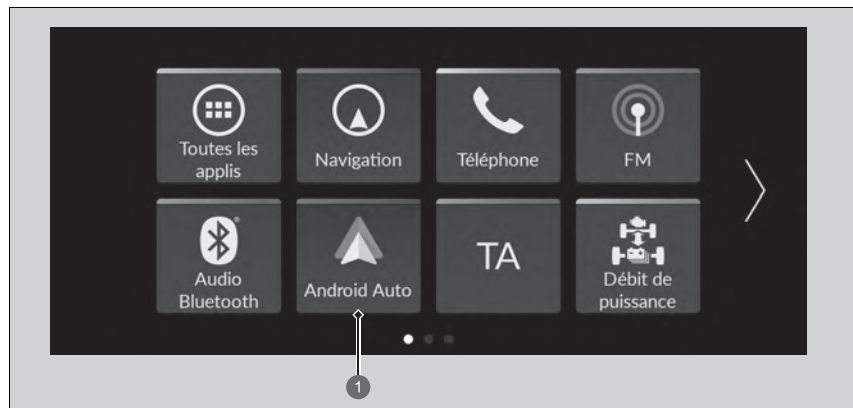 Toutes les
applis
Navigation
Téléphone
FM
Audio
Bluetooth
Android Auto
TA
Débit de
puissance
1